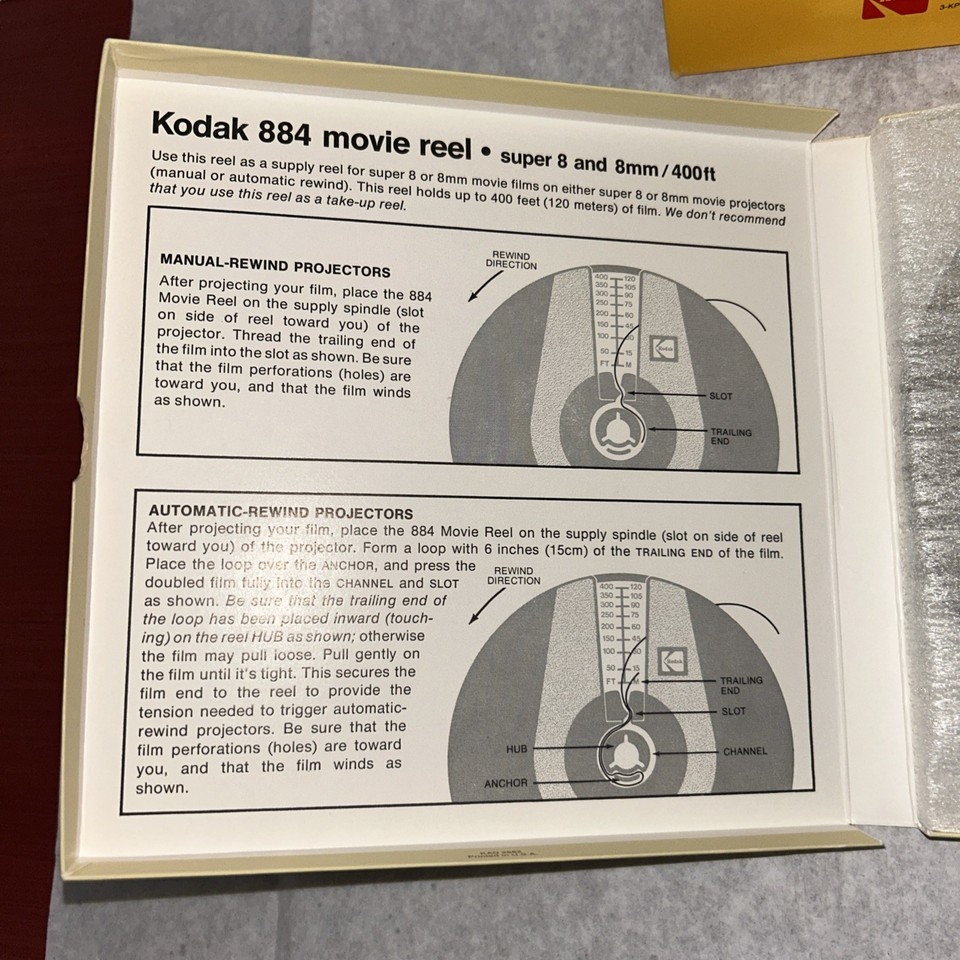 3-KP
Kodak 884 movie reel • super 8 and 8mm/400ft
Use this reel as a supply reel for super 8 or 8mm movie films on either super 8 or 8mm movie projectors
(manual or automatic rewind). This reel holds up to 400 feet (120 meters) of film. We don't recommend
that you use this reel as a take-up reel.
MANUAL-REWIND PROJECTORS
After projecting your film, place the 884
Movie Reel on the supply spindle (slot
on side of reel toward you) of the
projector. Thread the trailing end of
the film into the slot as shown. Be sure
that the film perforations (holes) are
toward you, and that the film winds
as shown.
REWIND
DIRECTION
400 120
350 105
300 90
250 75
200 60
150 45
100 30
50 15
FT M
Kodak
SLOT
TRAILING
END
AUTOMATIC-REWIND PROJECTORS
After projecting your film, place the 884 Movie Reel on the supply spindle (slot on side of reel
toward you) of the projector. Form a loop with 6 inches (15cm) of the TRAILING END of the film.
Place the loop over the ANCHOR, and press the
doubled film fully into the CHANNEL and SLOT
as shown. Be sure that the trailing end of
the loop has been placed inward (touch-
ing) on the reel HUB as shown; otherwise
the film may pull loose. Pull gently on
the film until it's tight. This secures the
film end to the reel to provide the
tension needed to trigger automatic-
rewind projectors. Be sure that the
film perforations (holes) are toward
you, and that the film winds as
shown.
REWIND
DIRECTION
400 120
350 105
300 90
250 75
200 60
150 45
100 30
50 15
FT M
Kodak
TRAILING
END
SLOT
HUB
CHANNEL
ANCHOR
Printed in U.S.A.